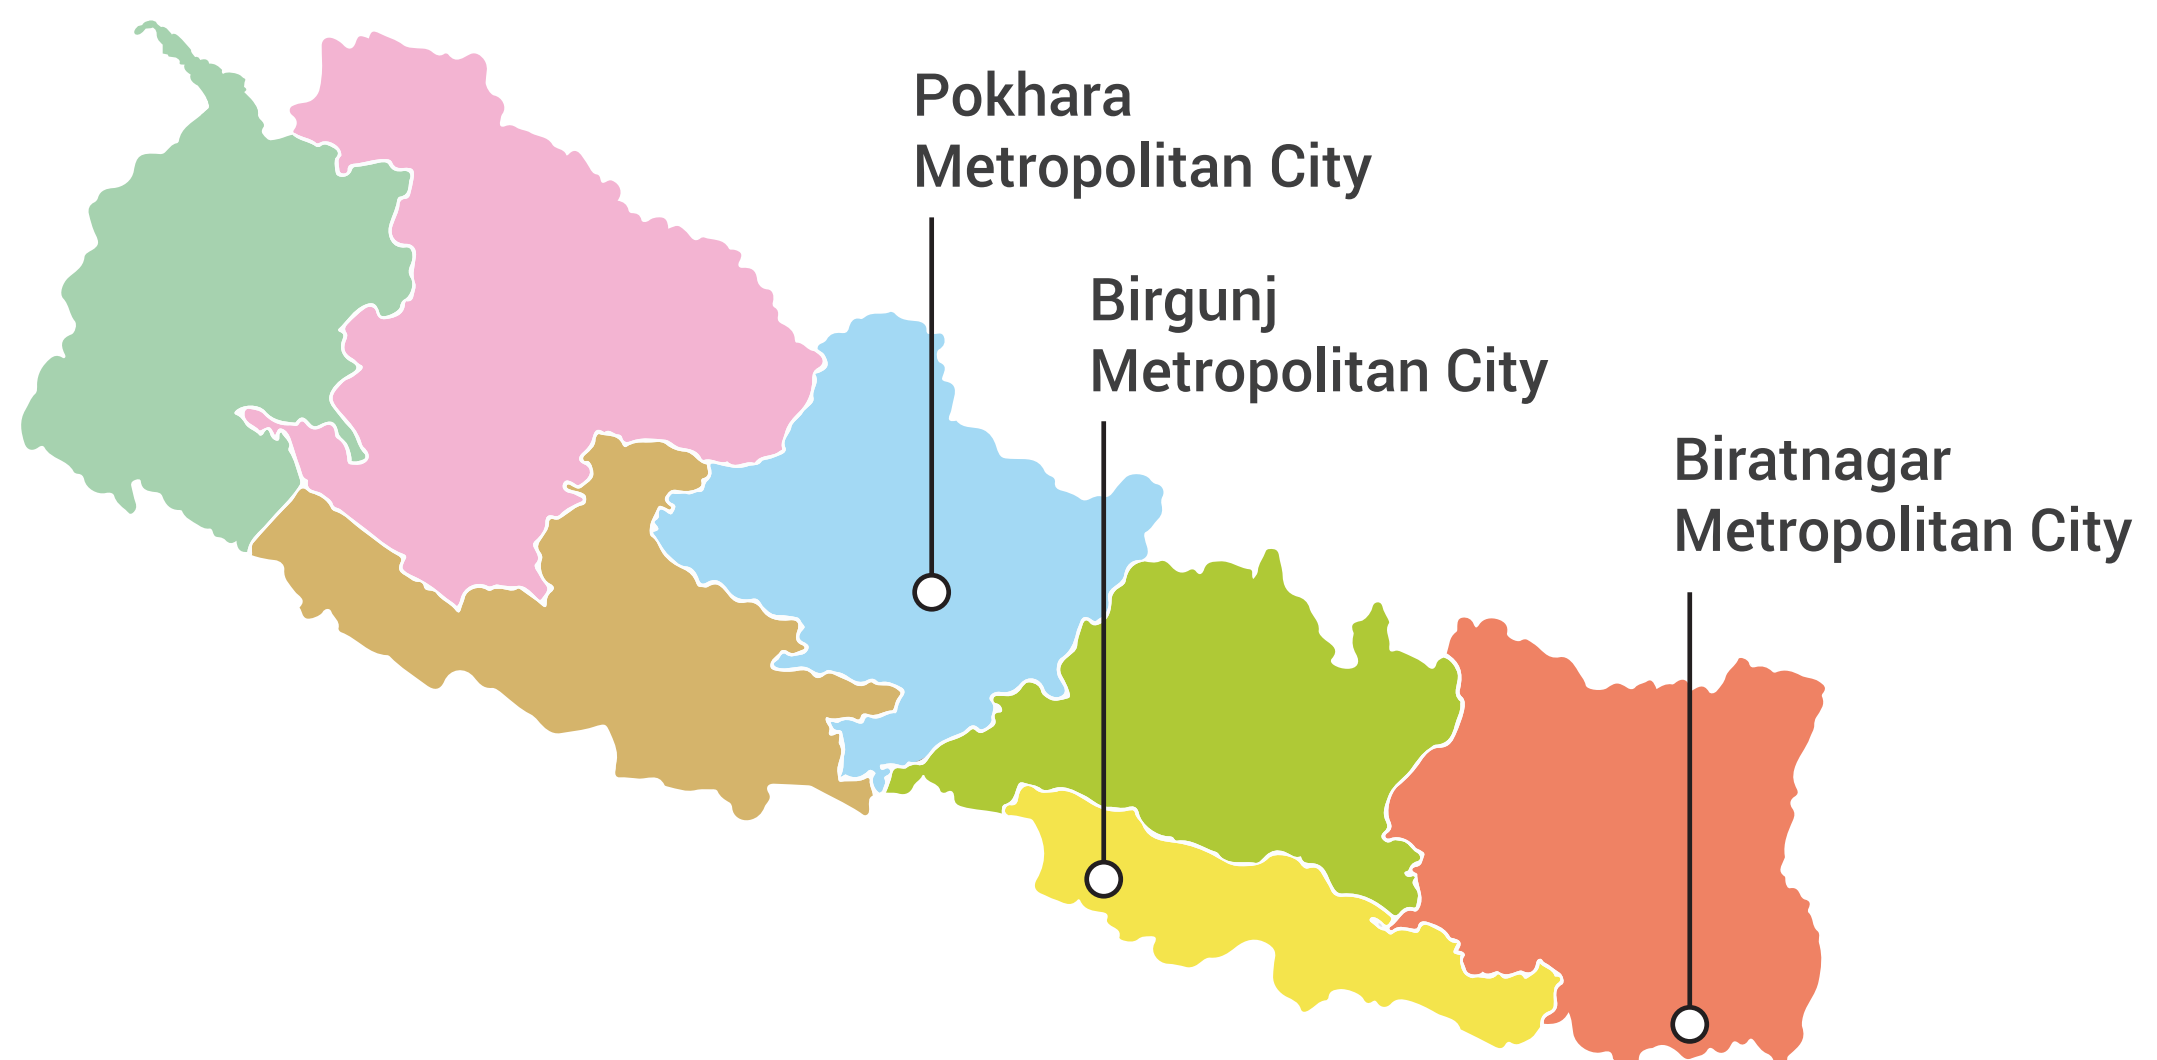 Pokhara
Metropolitan City
Birgunj
Metropolitan City
Biratnagar
Metropolitan City